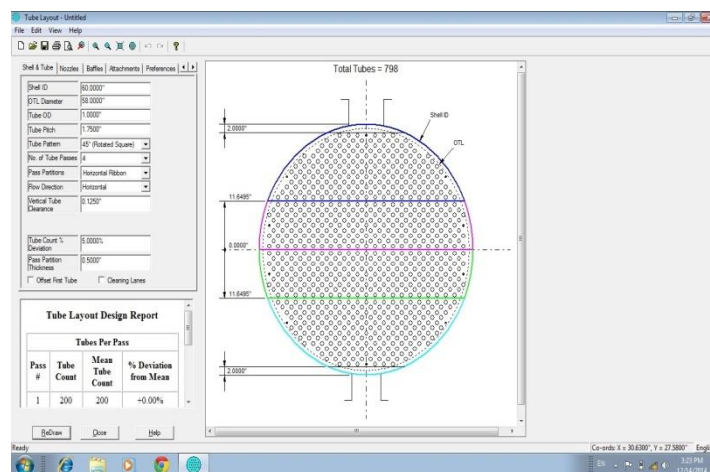 Tube Layout - Untitled
File Edit View Help
Shell & Tube Nozzles Baffles Attachments Preferences
Shell ID 60.0000"
OTL Diameter 58.0000"
Tube OD 1.0000"
Tube Pitch 1.7500"
Tube Pattern 45° (Rotated Square)
No. of Tube Passes 4
Pass Partitions Horizontal Ribbon
Flow Direction Horizontal
Vertical Tube Clearance 0.1250"
Tube Count % Deviation 5.0000%
Pass Partition Thickness 0.5000"
Offset First Tube Cleaning Lanes
Tube Layout Design Report
Tubes Per Pass
Pass # Tube Count Mean Tube Count % Deviation from Mean
1 200 200 +0.00%
ReDraw Close Help
Ready
Total Tubes = 798
Shell ID
OTL
2.0000"
11.6495"
0.0000"
11.6495"
2.0000"
Co-ords: X = 30.6300", Y = 27.5800" Engli
EN 3:23 PM